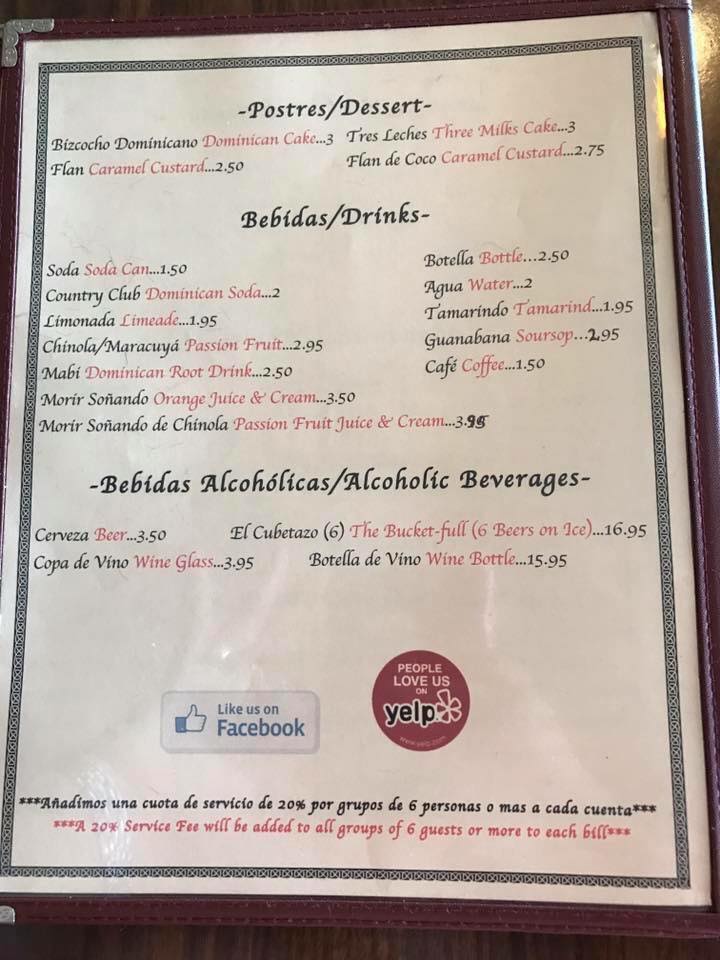 -Postres/Dessert-
Bizcocho Dominicano Dominican Cake...3 Tres Leches Three Milks Cake...3
Flan Caramel Custard...2.50 Flan de Coco Caramel Custard...2.75
Bebidas/Drinks-
Soda Soda Can...1.50
Country Club Dominican Soda...2
Limonada Limeade...1.95
Chinola/Maracuyá Passion Fruit...2.95
Mabi Dominican Root Drink...2.50
Morir Soñando Orange Juice & Cream...3.50
Morir Soñando de Chinola Passion Fruit Juice & Cream...3.95
Botella Bottle...2.50
Agua Water...2
Tamarindo Tamarind...1.95
Guanabana Soursop...2.95
Café Coffee...1.50
-Bebidas Alcohólicas/Alcoholic Beverages-
Cerveza Beer...3.50 El Cubetazo (6) The Bucket-full (6 Beers on Ice)...16.95
Copa de Vino Wine Glass...3.95 Botella de Vino Wine Bottle...15.95
Like us on
Facebook
PEOPLE
LOVE US
ON
yelp
www.yelp.com
***Añadimos una cuota de servicio de 20% por grupos de 6 personas o mas a cada cuenta***
***A 20% Service Fee will be added to all groups of 6 guests or more to each bill***